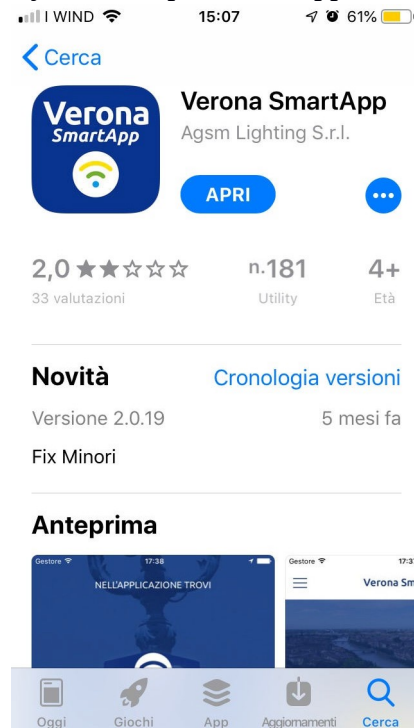 I WIND 15:07 61%
Cerca
Verona
SmartApp
Verona SmartApp
Agsm Lighting S.r.l.
APRI
2,0 n.181 4+
33 valutazioni Utility Età
Novità Cronologia versioni
Versione 2.0.19 5 mesi fa
Fix Minori
Anteprima
Gestore 17:38 Gestore
NELL'APPLICAZIONE TROVI Verona Sm
Oggi Giochi App Aggiornamenti Cerca